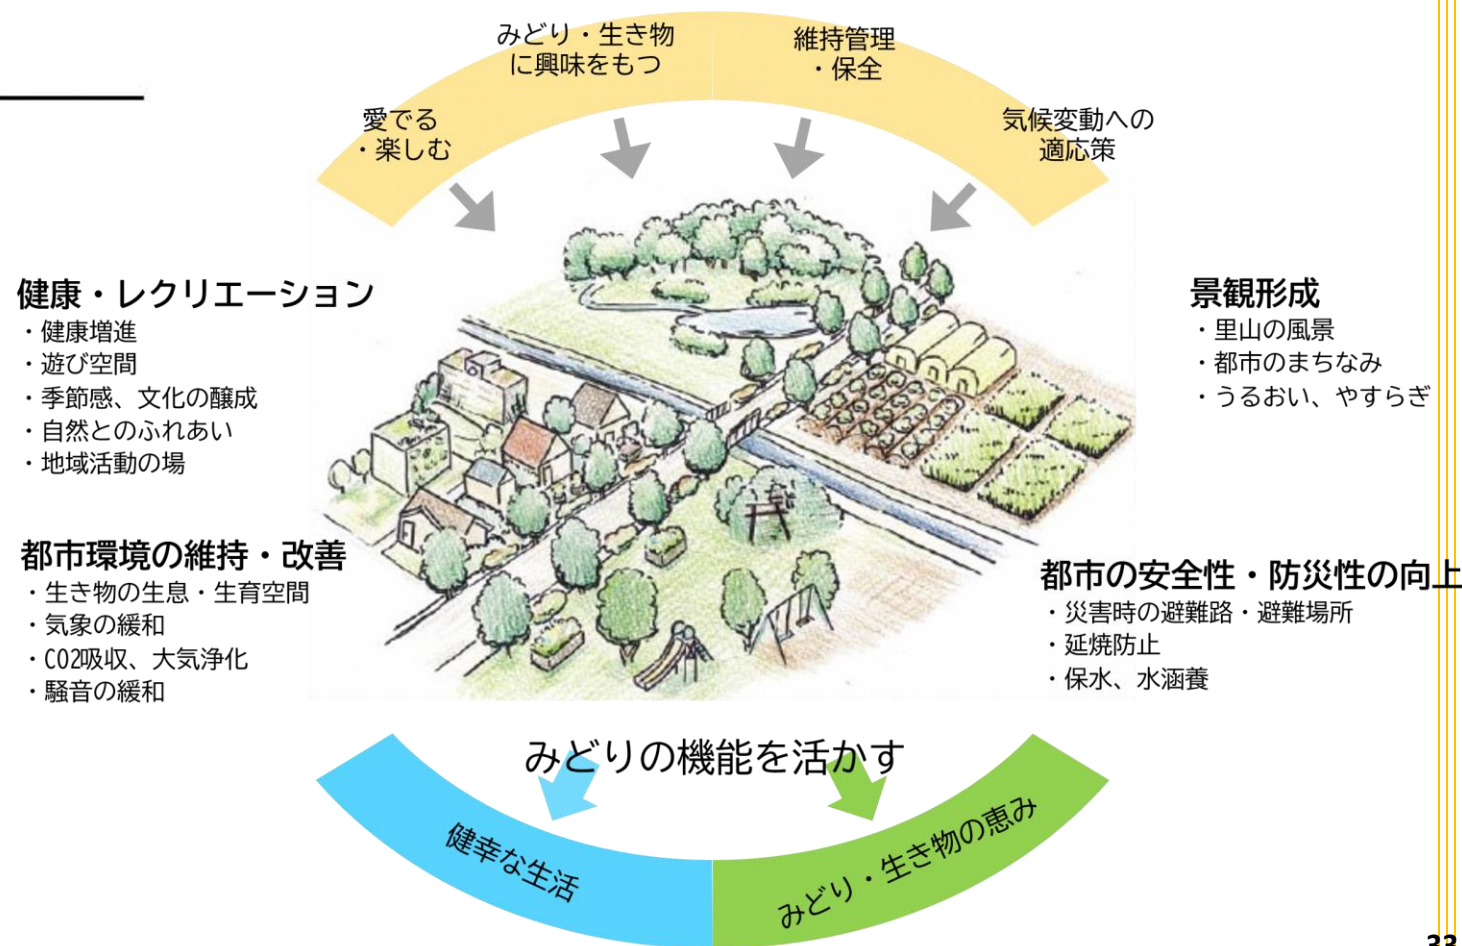 みどり・生き物
に興味をもつ
維持管理
・保全
愛でる
・楽しむ
気候変動への
適応策
健康・レクリエーション
・健康増進
・遊び空間
・季節感、文化の醸成
・自然とのふれあい
・地域活動の場
景観形成
・里山の風景
・都市のまちなみ
・うるおい、やすらぎ
都市環境の維持・改善
・生き物の生息・生育空間
・気象の緩和
・CO2吸収、大気浄化
・騒音の緩和
都市の安全性・防災性の向上
・災害時の避難路・避難場所
・延焼防止
・保水、水涵養
みどりの機能を活かす
健幸な生活
みどり・生き物の恵み
33